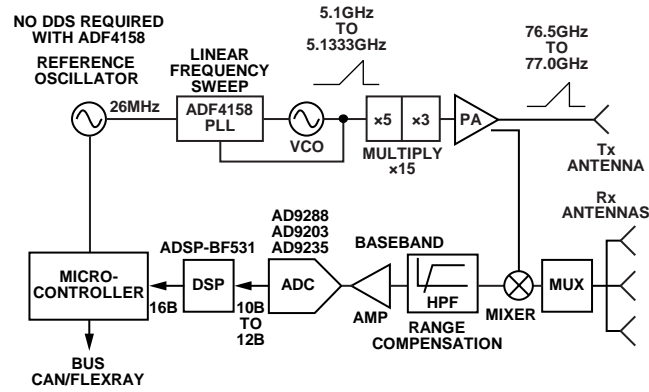 NO DDS REQUIRED
WITH ADF4158
REFERENCE
OSCILLATOR
26MHz
LINEAR
FREQUENCY
SWEEP
ADF4158
PLL
VCO
5.1GHz
TO
5.1333GHz
×5
×3
MULTIPLY
×15
PA
76.5GHz
TO
77.0GHz
Tx
ANTENNA
Rx
ANTENNAS
MICRO-
CONTROLLER
16B
ADSP-BF531
DSP
10B
TO
12B
AD9288
AD9203
AD9235
ADC
AMP
BASEBAND
HPF
RANGE
COMPENSATION
MIXER
MUX
BUS
CAN/FLEXRAY